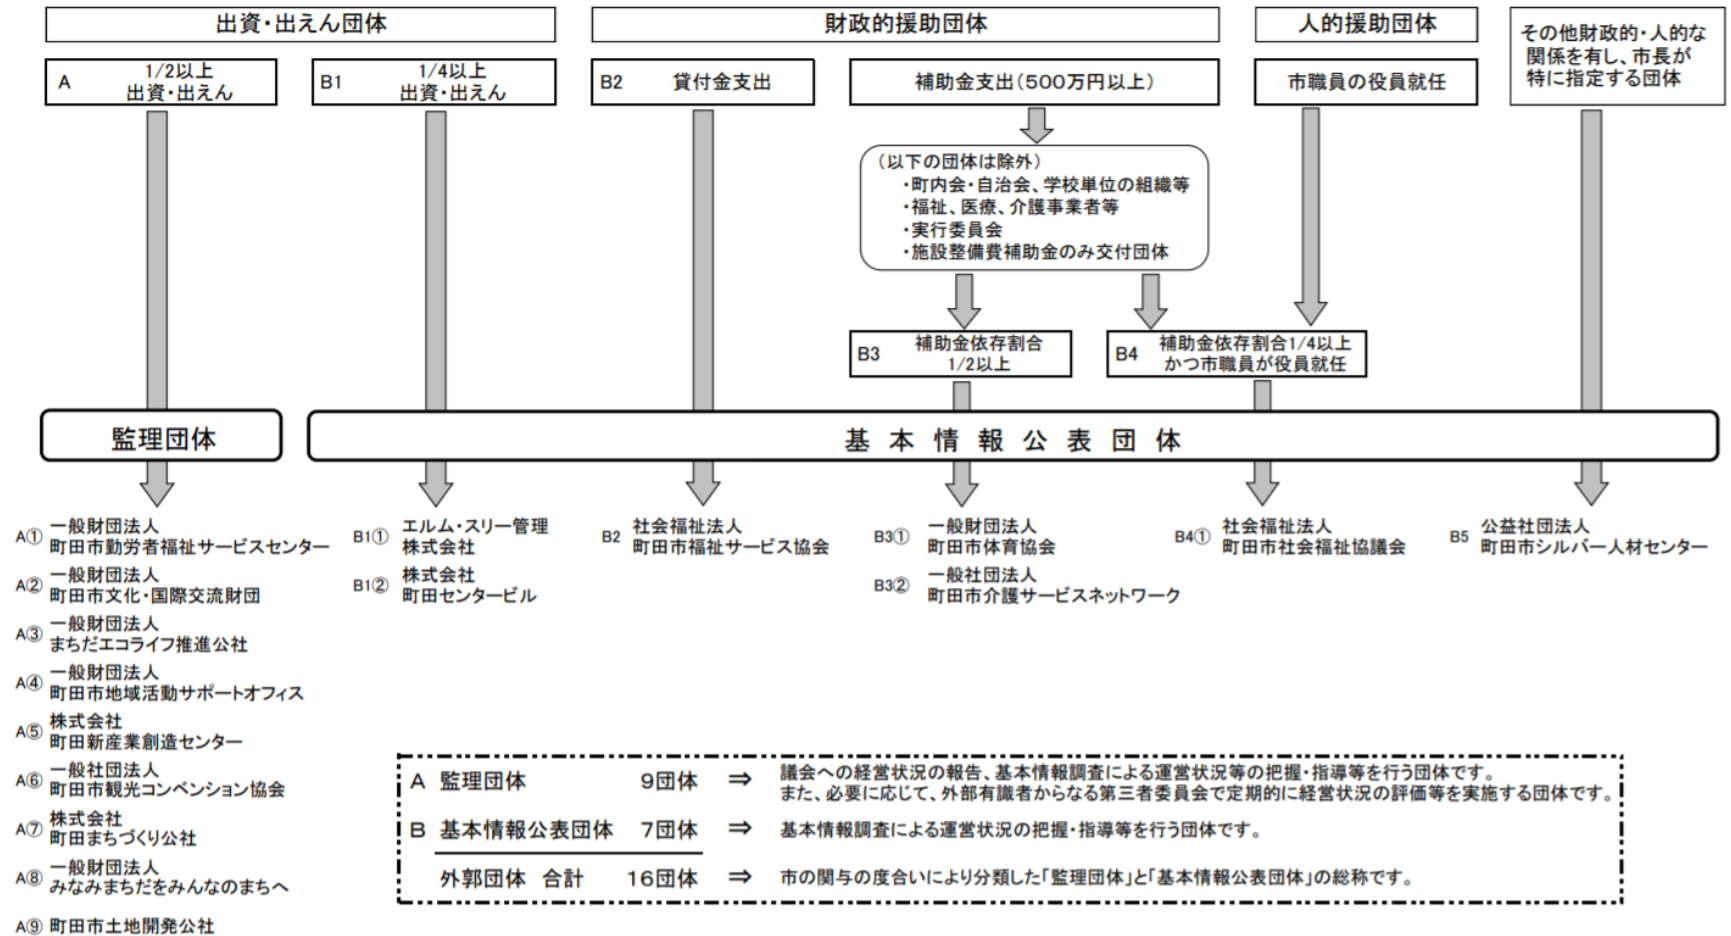 出資・出えん団体
財政的援助団体
人的援助団体
その他財政的・人的な
関係を有し、市長が
特に指定する団体
A
1/2以上
出資・出えん
B1
1/4以上
出資・出えん
B2 貸付金支出
補助金支出(500万円以上)
市職員の役員就任
(以下の団体は除外)
・町内会・自治会、学校単位の組織等
・福祉、医療、介護事業者等
・実行委員会
・施設整備費補助金のみ交付団体
B3
補助金依存割合
1/2以上
B4
補助金依存割合1/4以上
かつ市職員が役員就任
監理団体
基本情報公表団体
A①
一般財団法人
町田市勤労者福祉サービスセンター
A②
一般財団法人
町田市文化・国際交流財団
A③
一般財団法人
まちだエコライフ推進公社
A④
一般財団法人
町田市地域活動サポートオフィス
A⑤
株式会社
町田新産業創造センター
A⑥
一般社団法人
町田市観光コンベンション協会
A⑦
株式会社
町田まちづくり公社
A⑧
一般財団法人
みなみまちだをみんなのまちへ
A⑨ 町田市土地開発公社
B1①
エルム・スリー管理
株式会社
B1②
株式会社
町田センタービル
B2
社会福祉法人
町田市福祉サービス協会
B3①
一般財団法人
町田市体育協会
B3②
一般社団法人
町田市介護サービスネットワーク
B4①
社会福祉法人
町田市社会福祉協議会
B5
公益社団法人
町田市シルバー人材センター
A 監理団体 9団体 ⇒ 議会への経営状況の報告、基本情報調査による運営状況等の把握・指導等を行う団体です。
また、必要に応じて、外部有識者からなる第三者委員会で定期的に経営状況の評価等を実施する団体です。
B 基本情報公表団体 7団体 ⇒ 基本情報調査による運営状況の把握・指導等を行う団体です。
外郭団体 合計 16団体 ⇒ 市の関与の度合いにより分類した「監理団体」と「基本情報公表団体」の総称です。